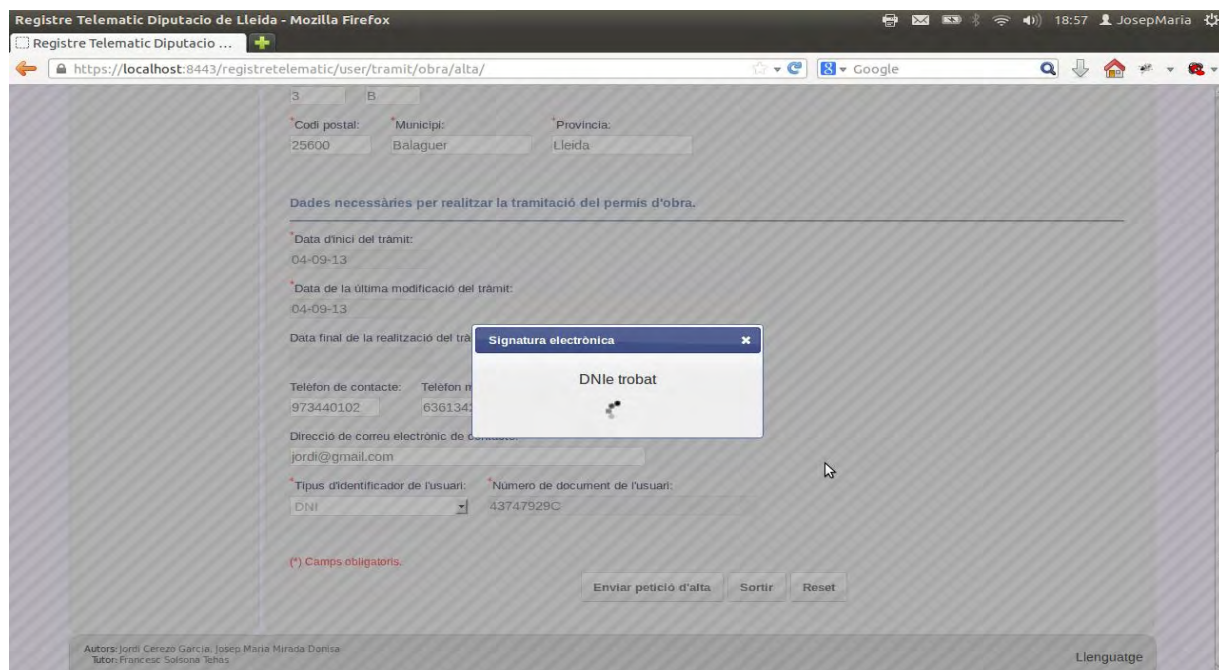 Registre Telematic Diputacio de Lleida - Mozilla Firefox
18:57 JosepMaria
Registre Telematic Diputacio ...
https://localhost:8443/registretelematic/user/tramit/obra/alta/
Google
3 B
*Codi postal: *Municipi: *Provincia:
25600 Balaguer Lleida
Dades necessàries per realitzar la tramitació del permis d'obra.
*Data d'inici del tràmit:
04-09-13
*Data de la última modificació del tràmit:
04-09-13
Data final de la realització del trà
Signatura electrònica
DNIe trobat
Telèfon de contacte: Telèfon m
973440102 636134
Direcció de correu electrònic de contacte:
jordi@gmail.com
*Tipus d'identificador de l'usuari: *Número de document de l'usuari:
DNI 43747929C
(*) Camps obligatoris.
Enviar petició d'alta Sortir Reset
Autors: Jordi Cerezo Garcia, Josep Maria Mirada Donisa
Tutor: Francesc Solsona Tehàs
Llenguatge